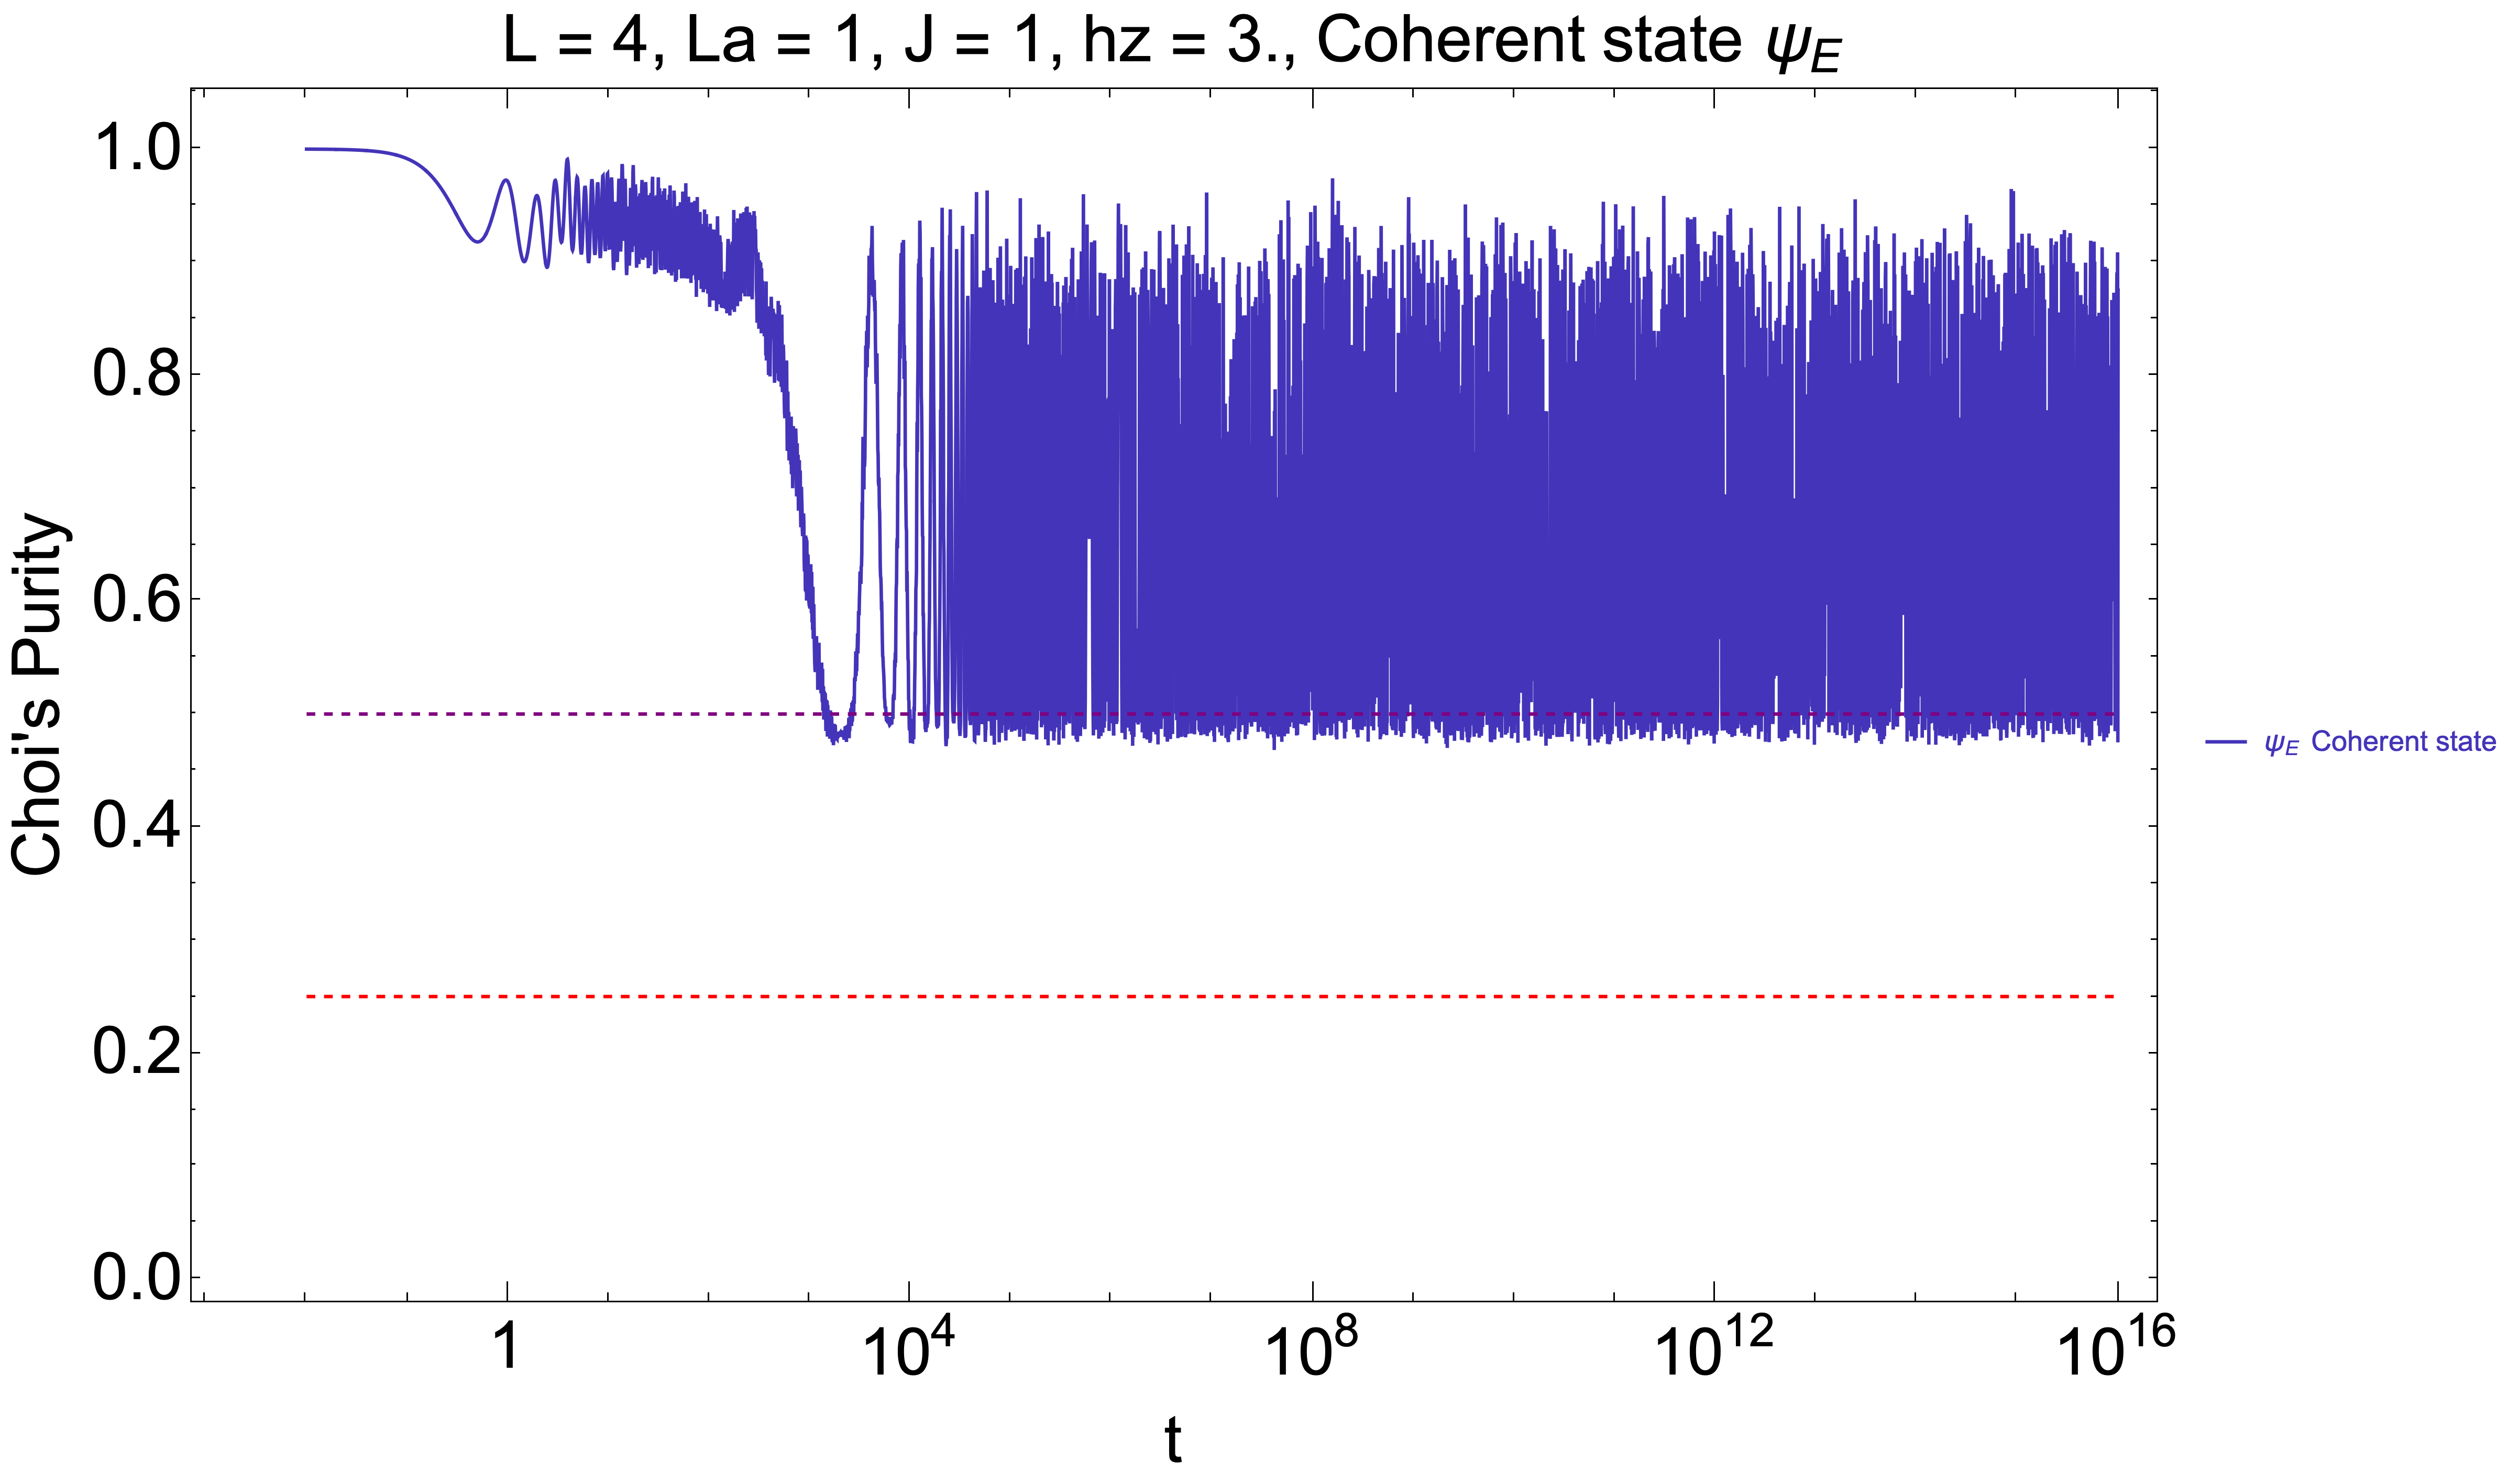 L = 4, La = 1, J = 1, hz = 3., Coherent state ψE
Choi's Purity
1.0
0.8
0.6
0.4
0.2
0.0
1
10^4
10^8
10^12
10^16
t
ψE Coherent state